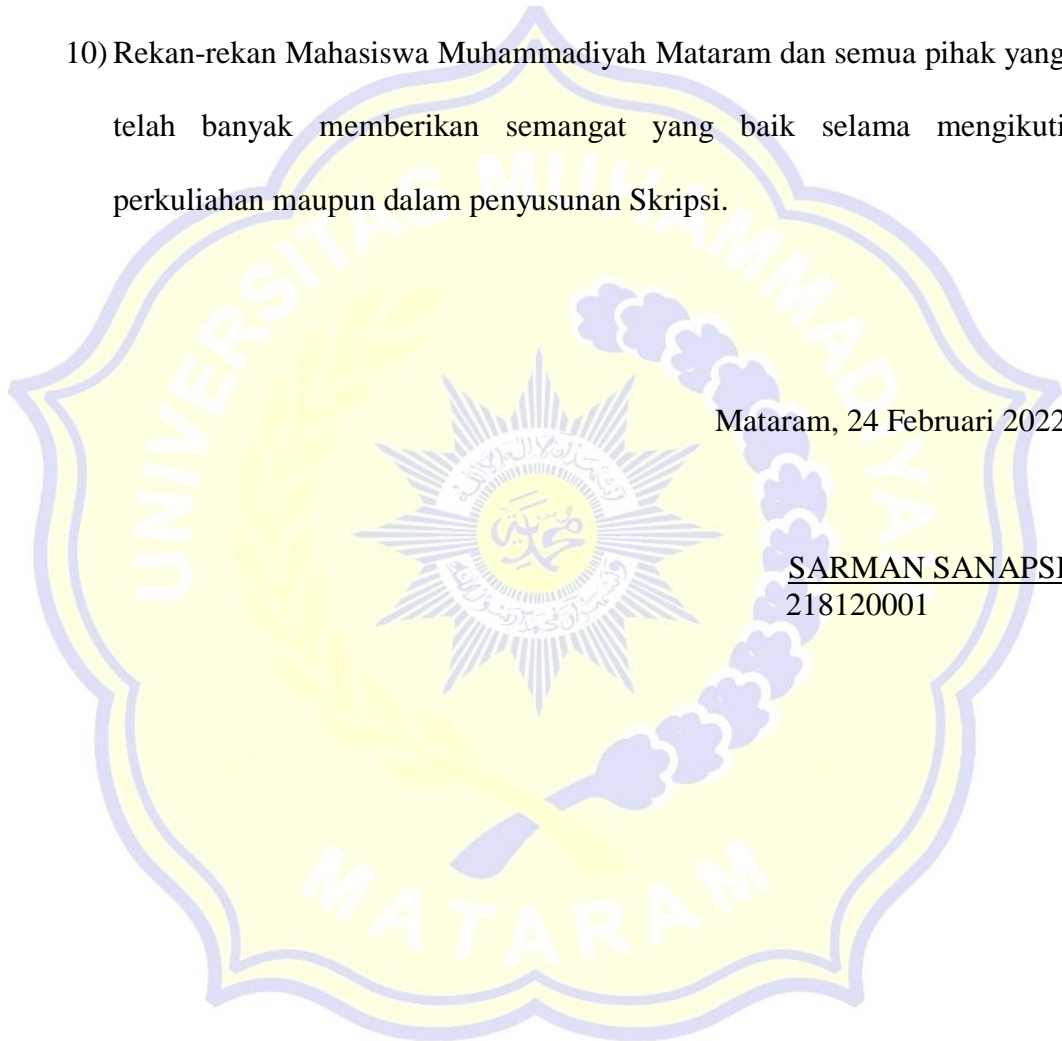 10) Rekan-rekan Mahasiswa Muhammadiyah Mataram dan semua pihak yang
telah banyak memberikan semangat yang baik selama mengikuti
perkuliahan maupun dalam penyusunan Skripsi.
UNIVERSITAS MUHAMMADIYAH
Mataram, 24 Februari 2022
SARMAN SANAPSI
218120001
MATARAM